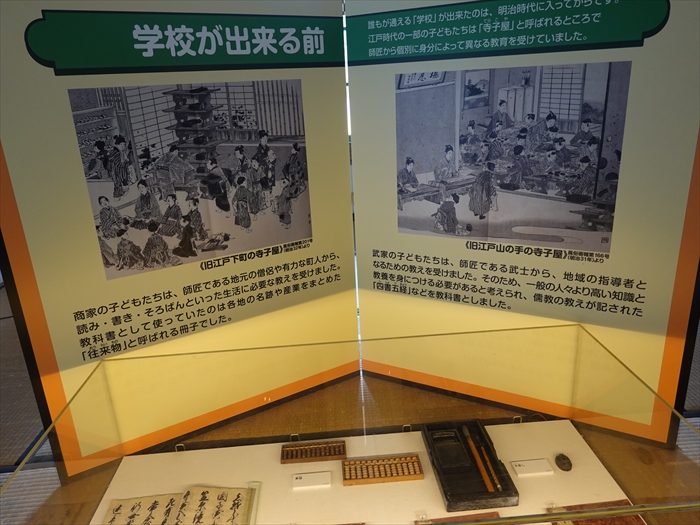 学校が出来る前
誰もが通える「学校」が出来たのは、明治時代に入ってからです。
江戸時代の一部の子どもたちは「寺子屋」と呼ばれるところで
師匠から個別に身分によって異なる教育を受けていました。
《旧江戸下町の寺子屋》
商家の子どもたちは、師匠である地元の僧侶や有力な町人から、
読み・書き・そろばんといった生活に必要な教えを受けました。
教科書として使っていたのは各地の名跡や産業をまとめた
「往来物」と呼ばれる冊子でした。
《旧江戸山の手の寺子屋》
武家の子どもたちは、師匠である武士から、地域の指導者と
なるための教えを受けました。そのため、一般の人々より高い知識と
教養を身につける必要があると考えられ、儒教の教えが記された
「四書五経」などを教科書としました。